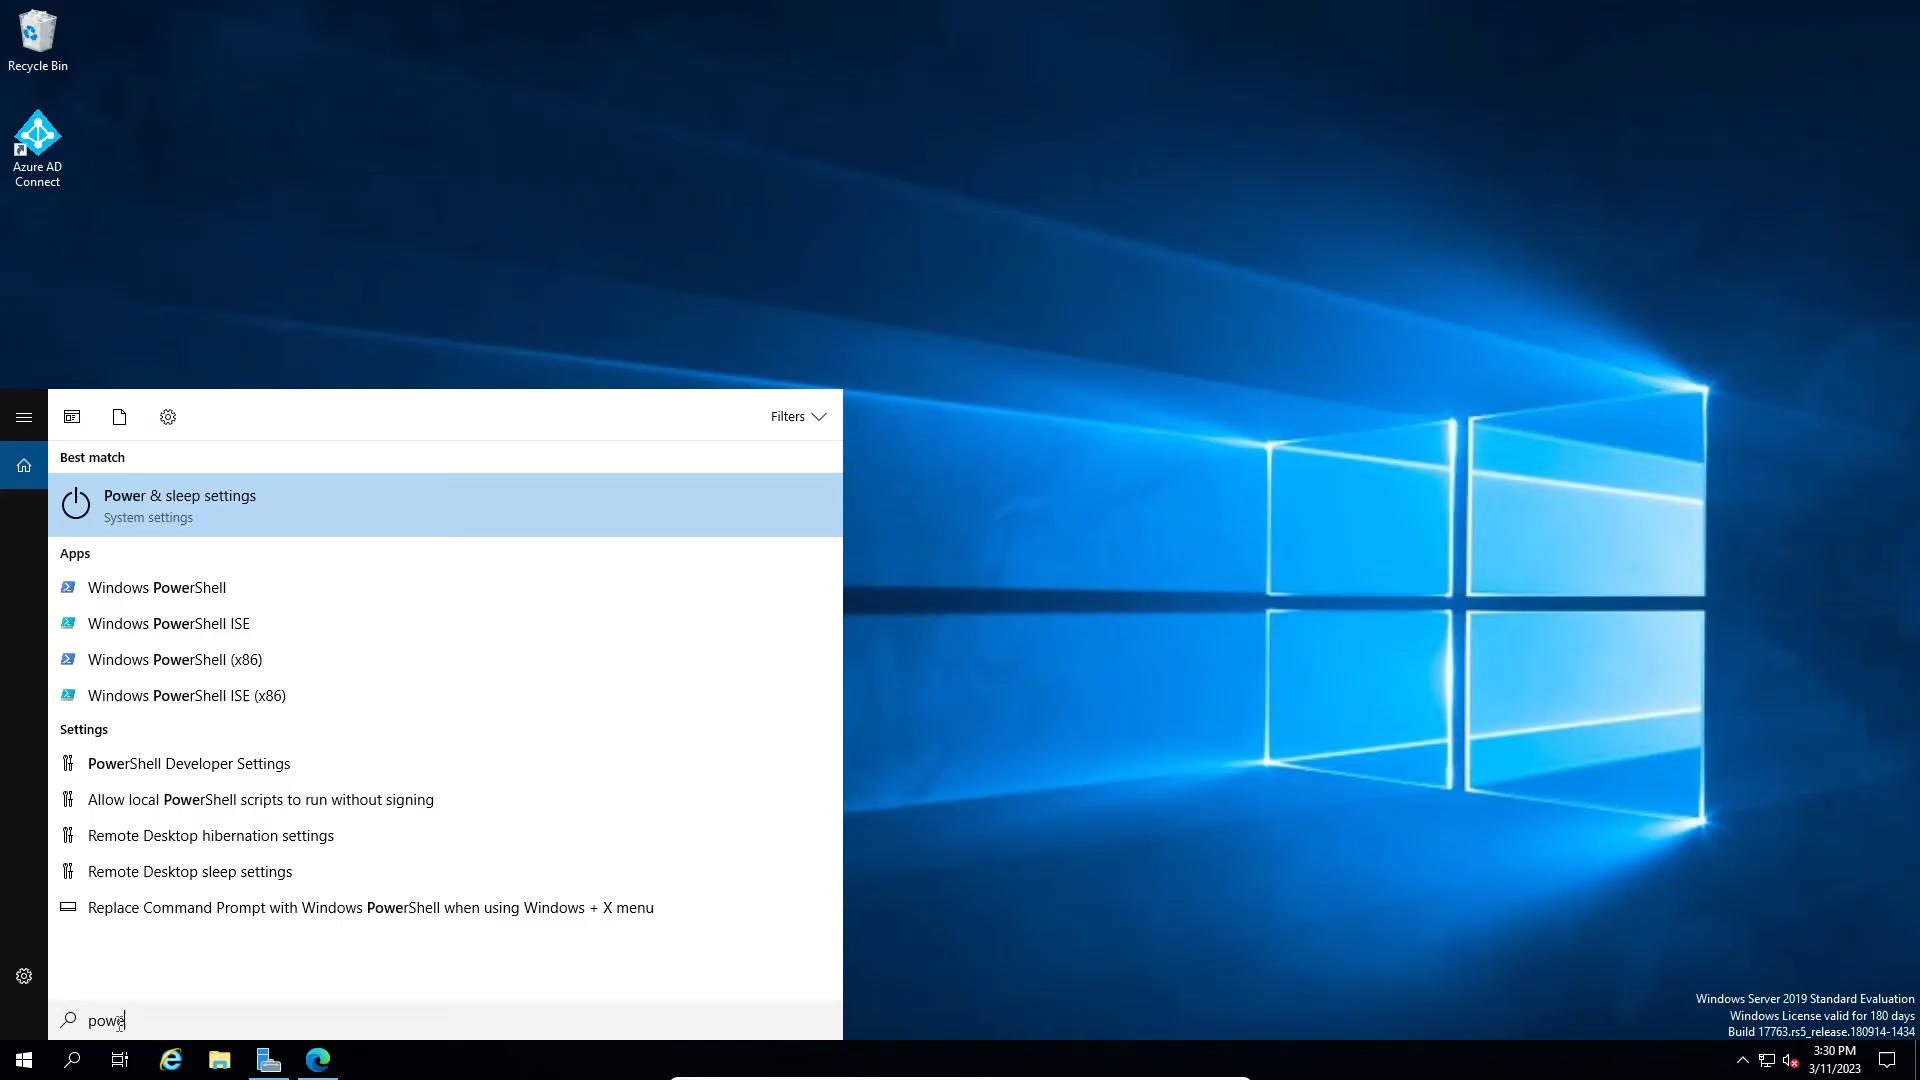 Recycle Bin
Azure AD
Connect
Filters
Best match
Power & sleep settings
System settings
Apps
Windows PowerShell
Windows PowerShell ISE
Windows PowerShell (x86)
Windows PowerShell ISE (x86)
Settings
PowerShell Developer Settings
Allow local PowerShell scripts to run without signing
Remote Desktop hibernation settings
Remote Desktop sleep settings
Replace Command Prompt with Windows PowerShell when using Windows + X menu
powe
Windows Server 2019 Standard Evaluation
Windows License valid for 180 days
Build 17763.rs5_release.180914-1434
3:30 PM
3/11/2023